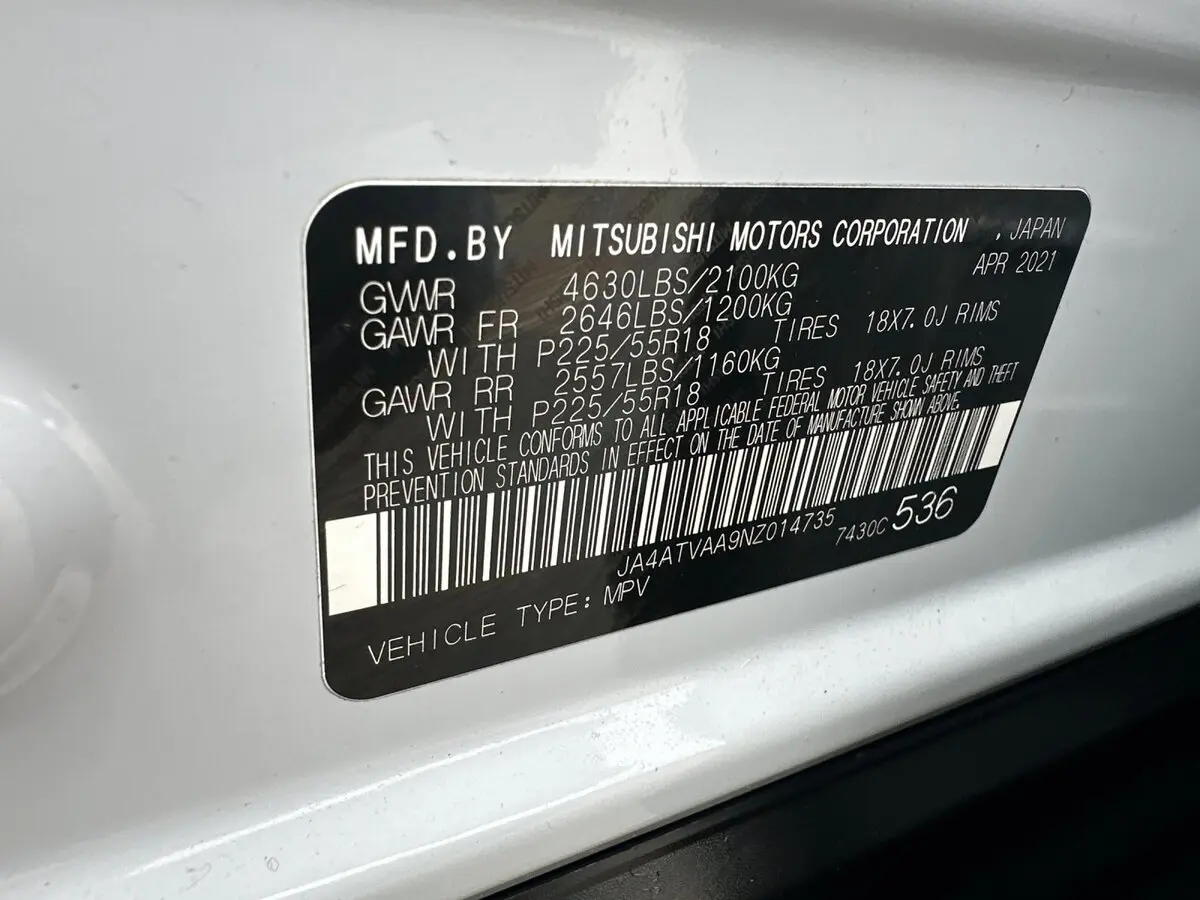 MFD.BY MITSUBISHI MOTORS CORPORATION , JAPAN
APR 2021
GVWR 4630LBS/2100KG
GAWR FR 2646LBS/1200KG
WITH P225/55R18 TIRES 18X7.0J RIMS
GAWR RR 2557LBS/1160KG
WITH P225/55R18 TIRES 18X7.0J RIMS
THIS VEHICLE CONFORMS TO ALL APPLICABLE FEDERAL MOTOR VEHICLE SAFETY AND THEFT
PREVENTION STANDARDS IN EFFECT ON THE DATE OF MANUFACTURE SHOWN ABOVE.
JA4ATVAA9NZ014735 7430C 536
VEHICLE TYPE: MPV